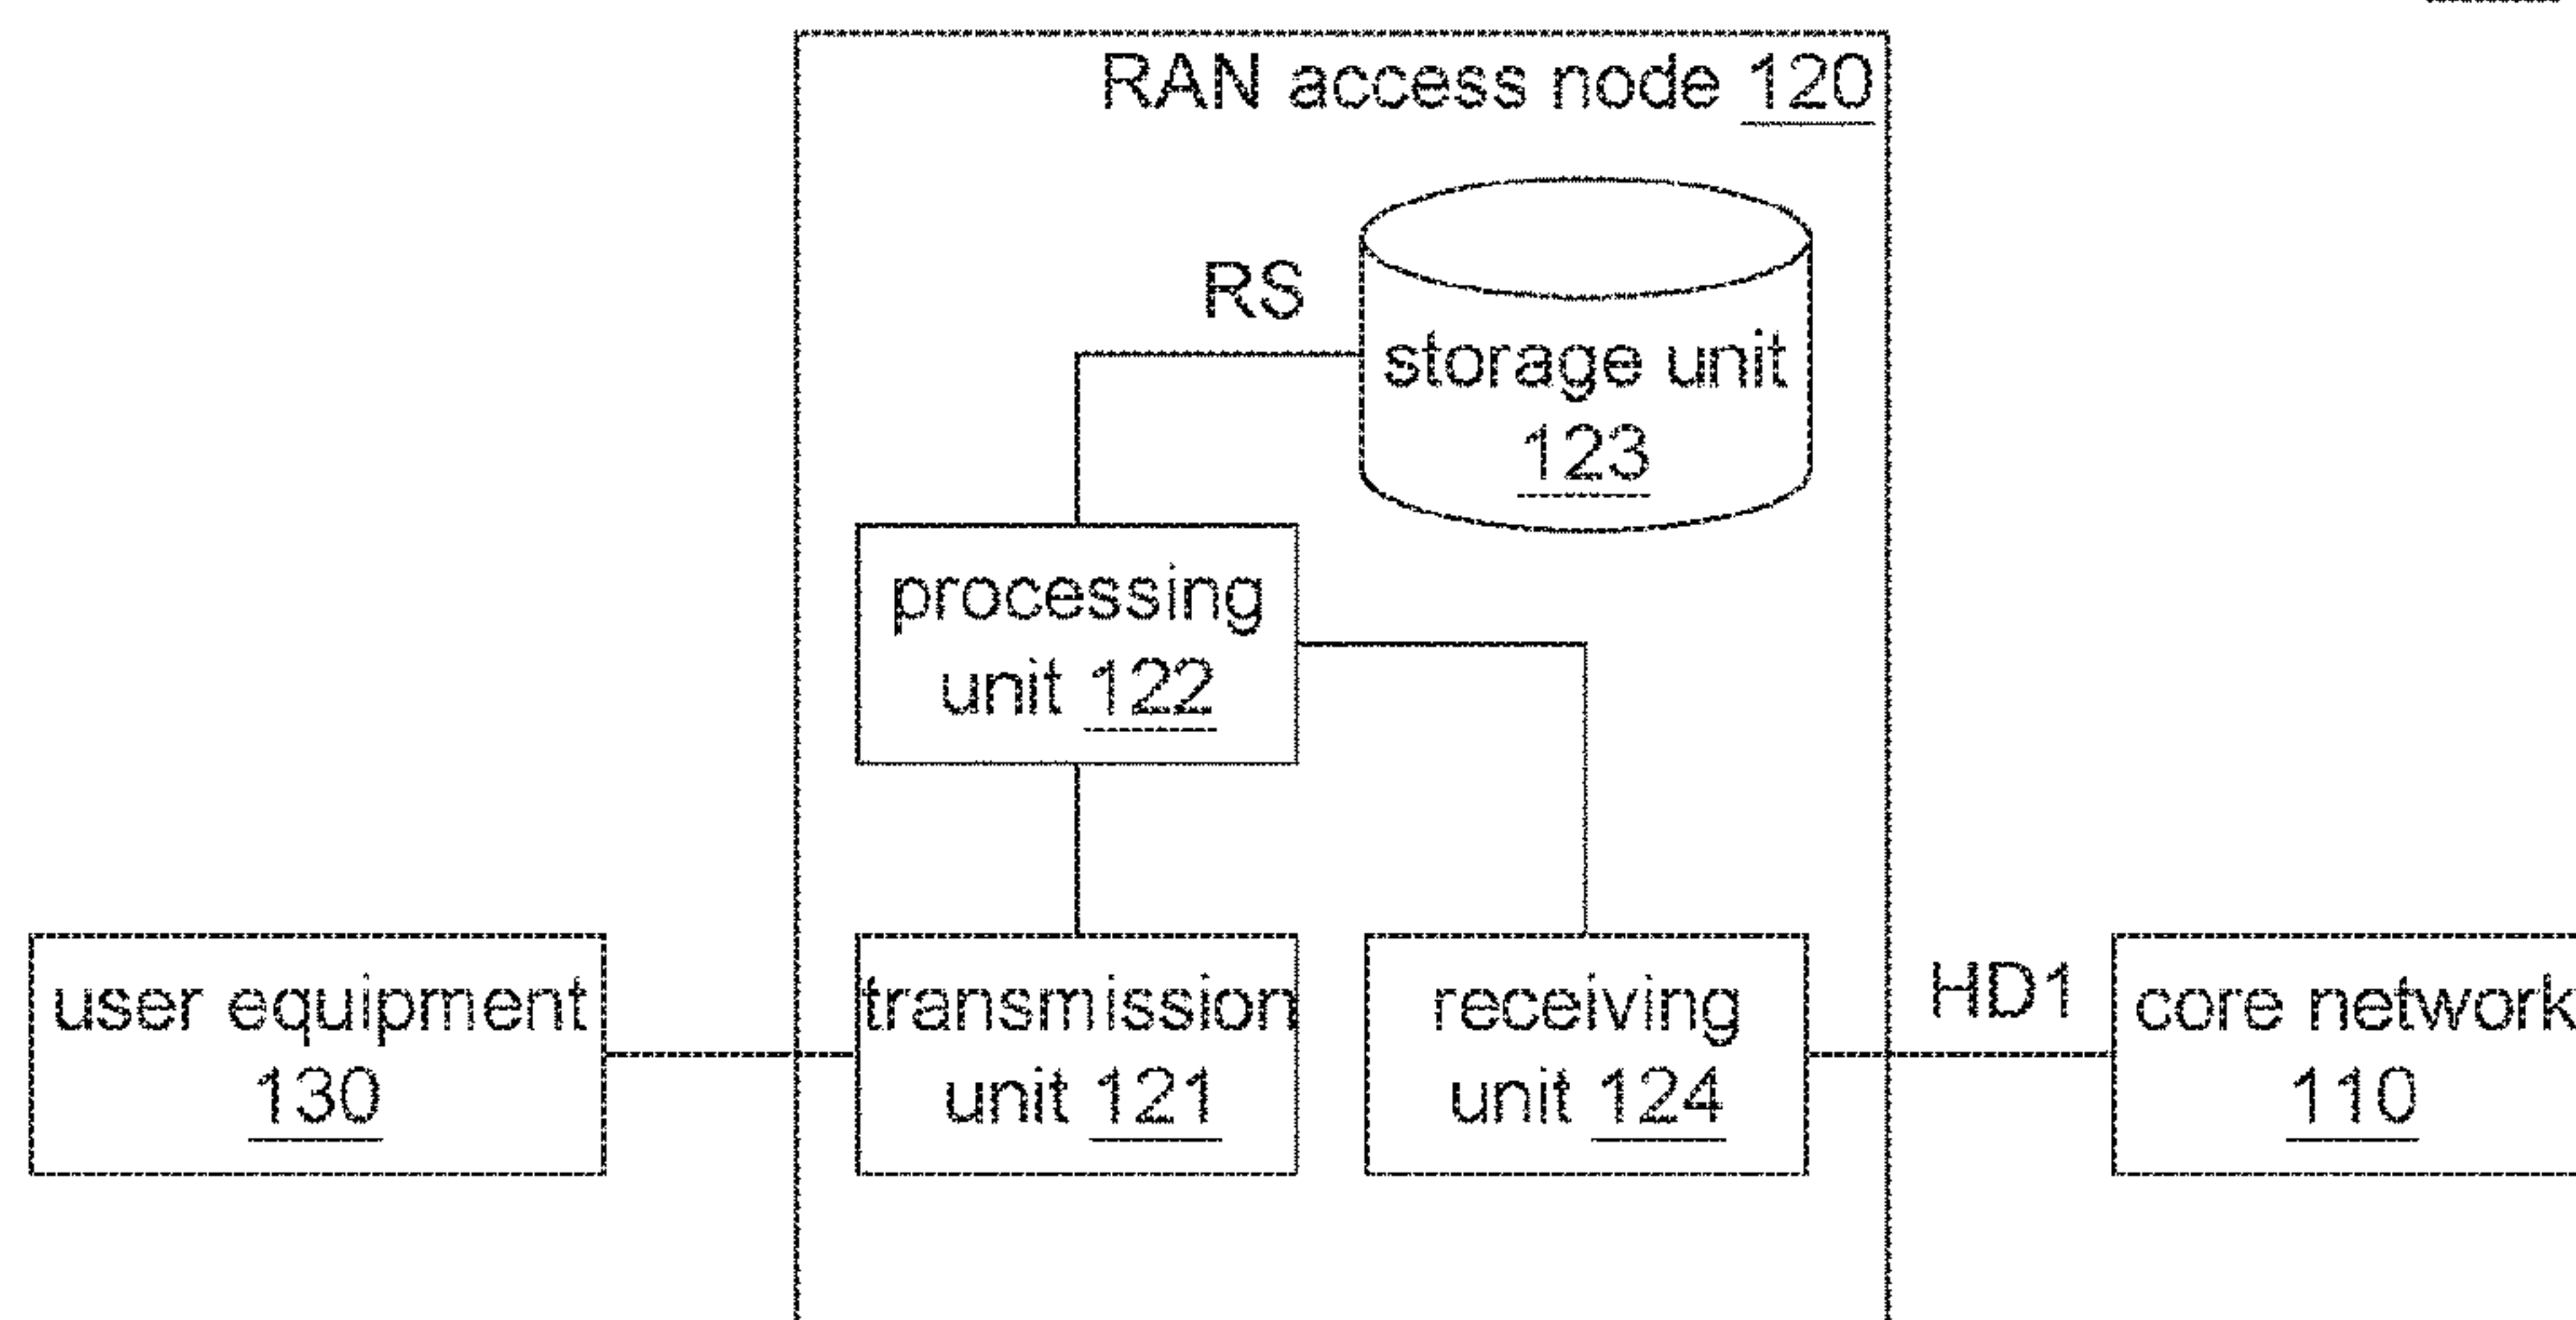 RAN access node 120
RS
storage unit
123
processing
unit 122
user equipment
130
transmission
unit 121
receiving
unit 124
HD1
core network
110